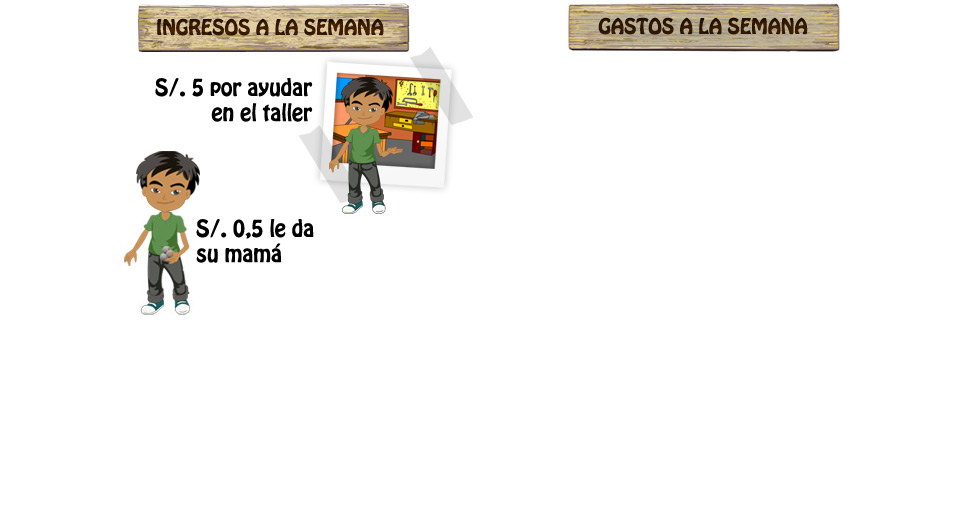 INGRESOS A LA SEMANA
GASTOS A LA SEMANA
S/. 5 por ayudar
en el taller
S/. 0,5 le da
su mamá